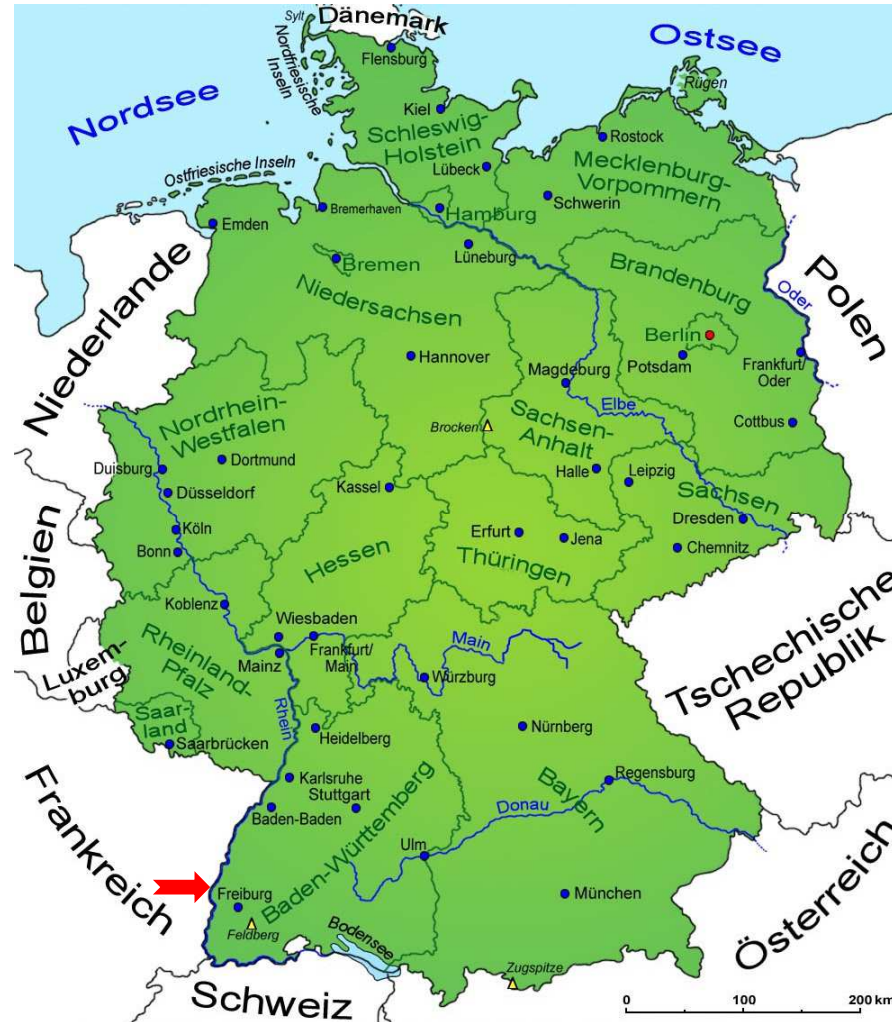 Sylt
Dänemark
Nordfriesische
Inseln
Flensburg
Ostsee
Rügen
Nordsee
Kiel
Schleswig-
Holstein
Rostock
Ostfriesische Inseln
Lübeck
Mecklenburg-
Vorpommern
Schwerin
Bremerhaven
Hamburg
Emden
Lüneburg
Bremen
Brandenburg
Oder
Polen
Niederlande
Niedersachsen
Berlin
Hannover
Potsdam
Frankfurt/
Oder
Magdeburg
Elbe
Nordrhein-
Westfalen
Brocken
Sachsen-
Anhalt
Cottbus
Duisburg
Dortmund
Halle
Leipzig
Kassel
Düsseldorf
Sachsen
Dresden
Köln
Erfurt
Jena
Chemnitz
Bonn
Belgien
Hessen
Thüringen
Koblenz
Tschechische
Republik
Wiesbaden
Frankfurt/
Main
Main
Mainz
Rheinland-
Pfalz
Luxem-
burg
Würzburg
Rhein
Saar-
land
Saarbrücken
Heidelberg
Nürnberg
Karlsruhe
Stuttgart
Regensburg
Bayern
Baden-Baden
Donau
Frankreich
Baden-Württemberg
Ulm
Freiburg
München
Feldberg
Bodensee
Österreich
Zugspitze
Schweiz
0 100 200 km